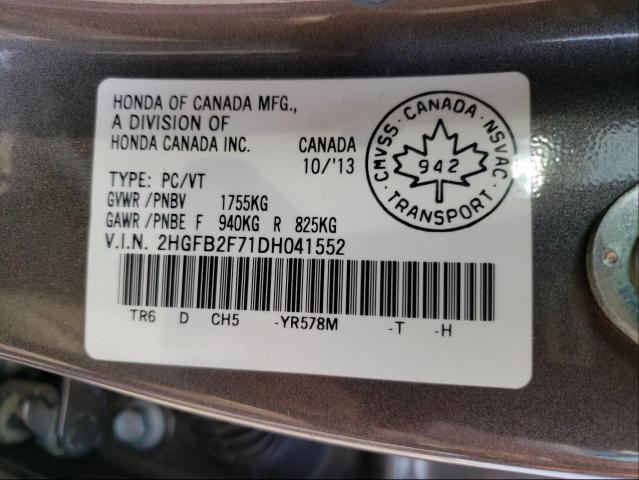 HONDA OF CANADA MFG.,
A DIVISION OF
HONDA CANADA INC. CANADA
10/'13
TYPE: PC/VT
GVWR/PNBV 1755KG
GAWR/PNBE F 940KG R 825KG
V.I.N. 2HGFB2F71DH041552
TR6 D CH5 -YR578M -T -H
CMVSS · CANADA · NSVAC
942
TRANSPORT